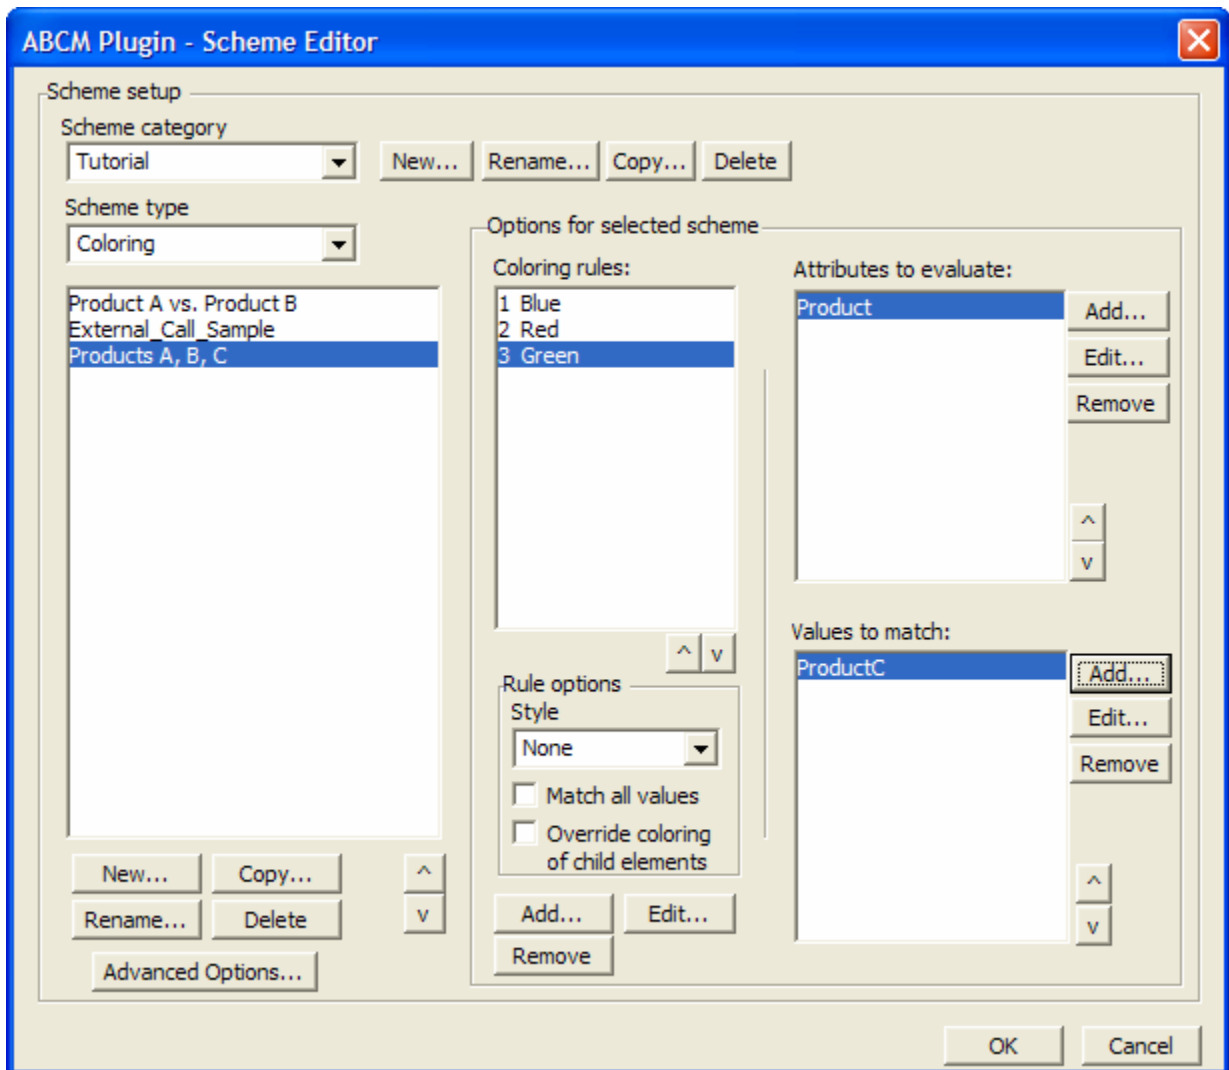 ABCM Plugin - Scheme Editor
Scheme setup
Scheme category
Tutorial
New... Rename... Copy... Delete
Scheme type
Coloring
Product A vs. Product B
External_Call_Sample
Products A, B, C
New... Copy... ^
Rename... Delete v
Advanced Options...
Options for selected scheme
Coloring rules:
1 Blue
2 Red
3 Green
^ v
Rule options
Style
None
Match all values
Override coloring
of child elements
Add... Edit...
Remove
Attributes to evaluate:
Product
Add...
Edit...
Remove
^
v
Values to match:
ProductC
Add...
Edit...
Remove
^
v
OK Cancel